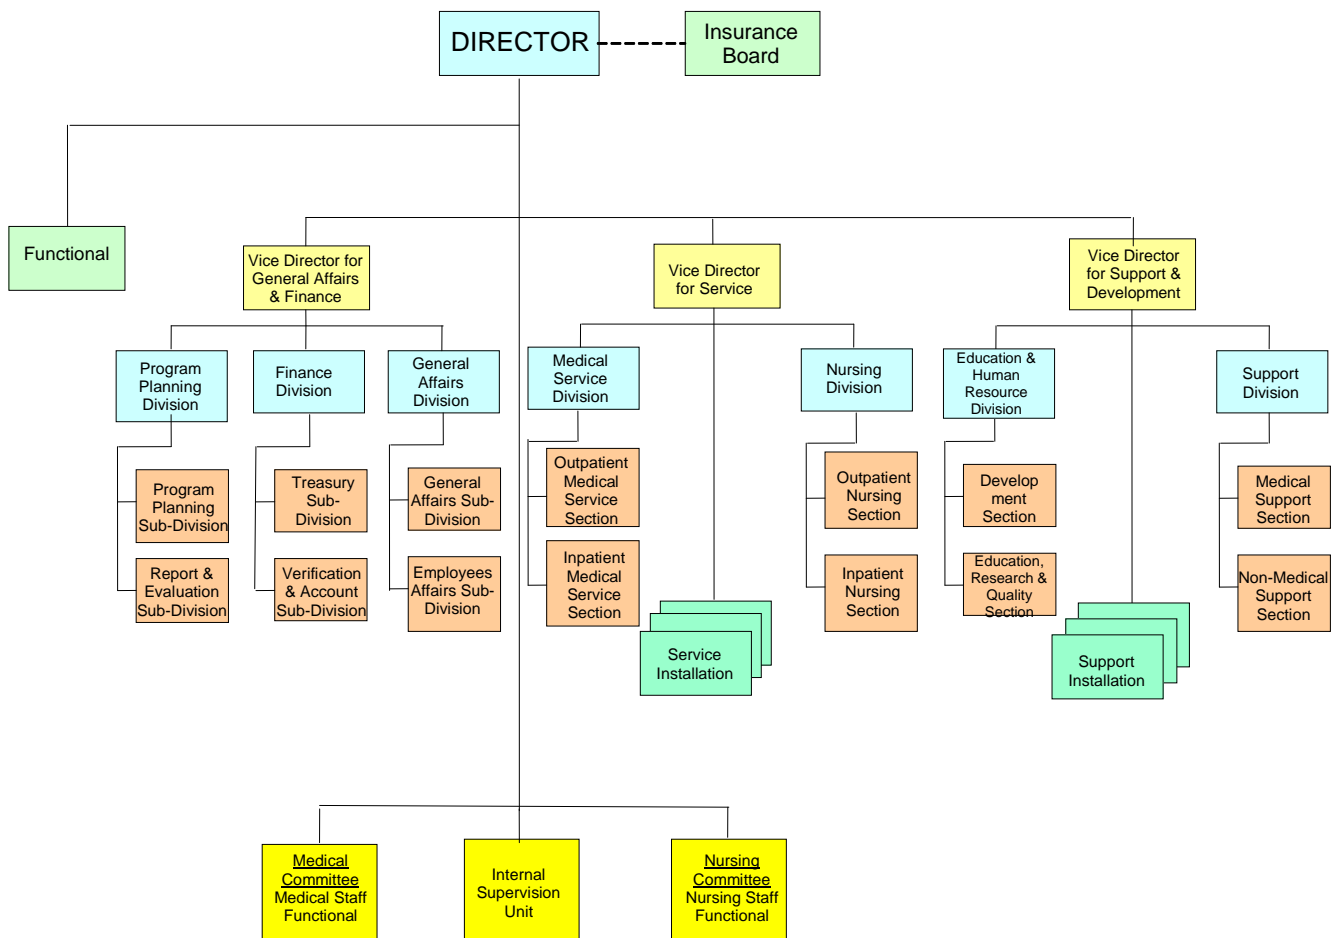 DIRECTOR
Insurance
Board
Functional
Vice Director for
General Affairs
& Finance
Vice Director
for Service
Vice Director
for Support &
Development
Program
Planning
Division
Finance
Division
General
Affairs
Division
Medical
Service
Division
Nursing
Division
Education &
Human
Resource
Division
Support
Division
Program
Planning
Sub-Division
Treasury
Sub-
Division
General
Affairs Sub-
Division
Outpatient
Medical
Service
Section
Outpatient
Nursing
Section
Develop
ment
Section
Medical
Support
Section
Report &
Evaluation
Sub-Division
Verification
& Account
Sub-Division
Employees
Affairs Sub-
Division
Inpatient
Medical
Service
Section
Inpatient
Nursing
Section
Education,
Research &
Quality
Section
Non-Medical
Support
Section
Service
Installation
Support
Installation
Medical
Committee
Medical Staff
Functional
Internal
Supervision
Unit
Nursing
Committee
Nursing Staff
Functional